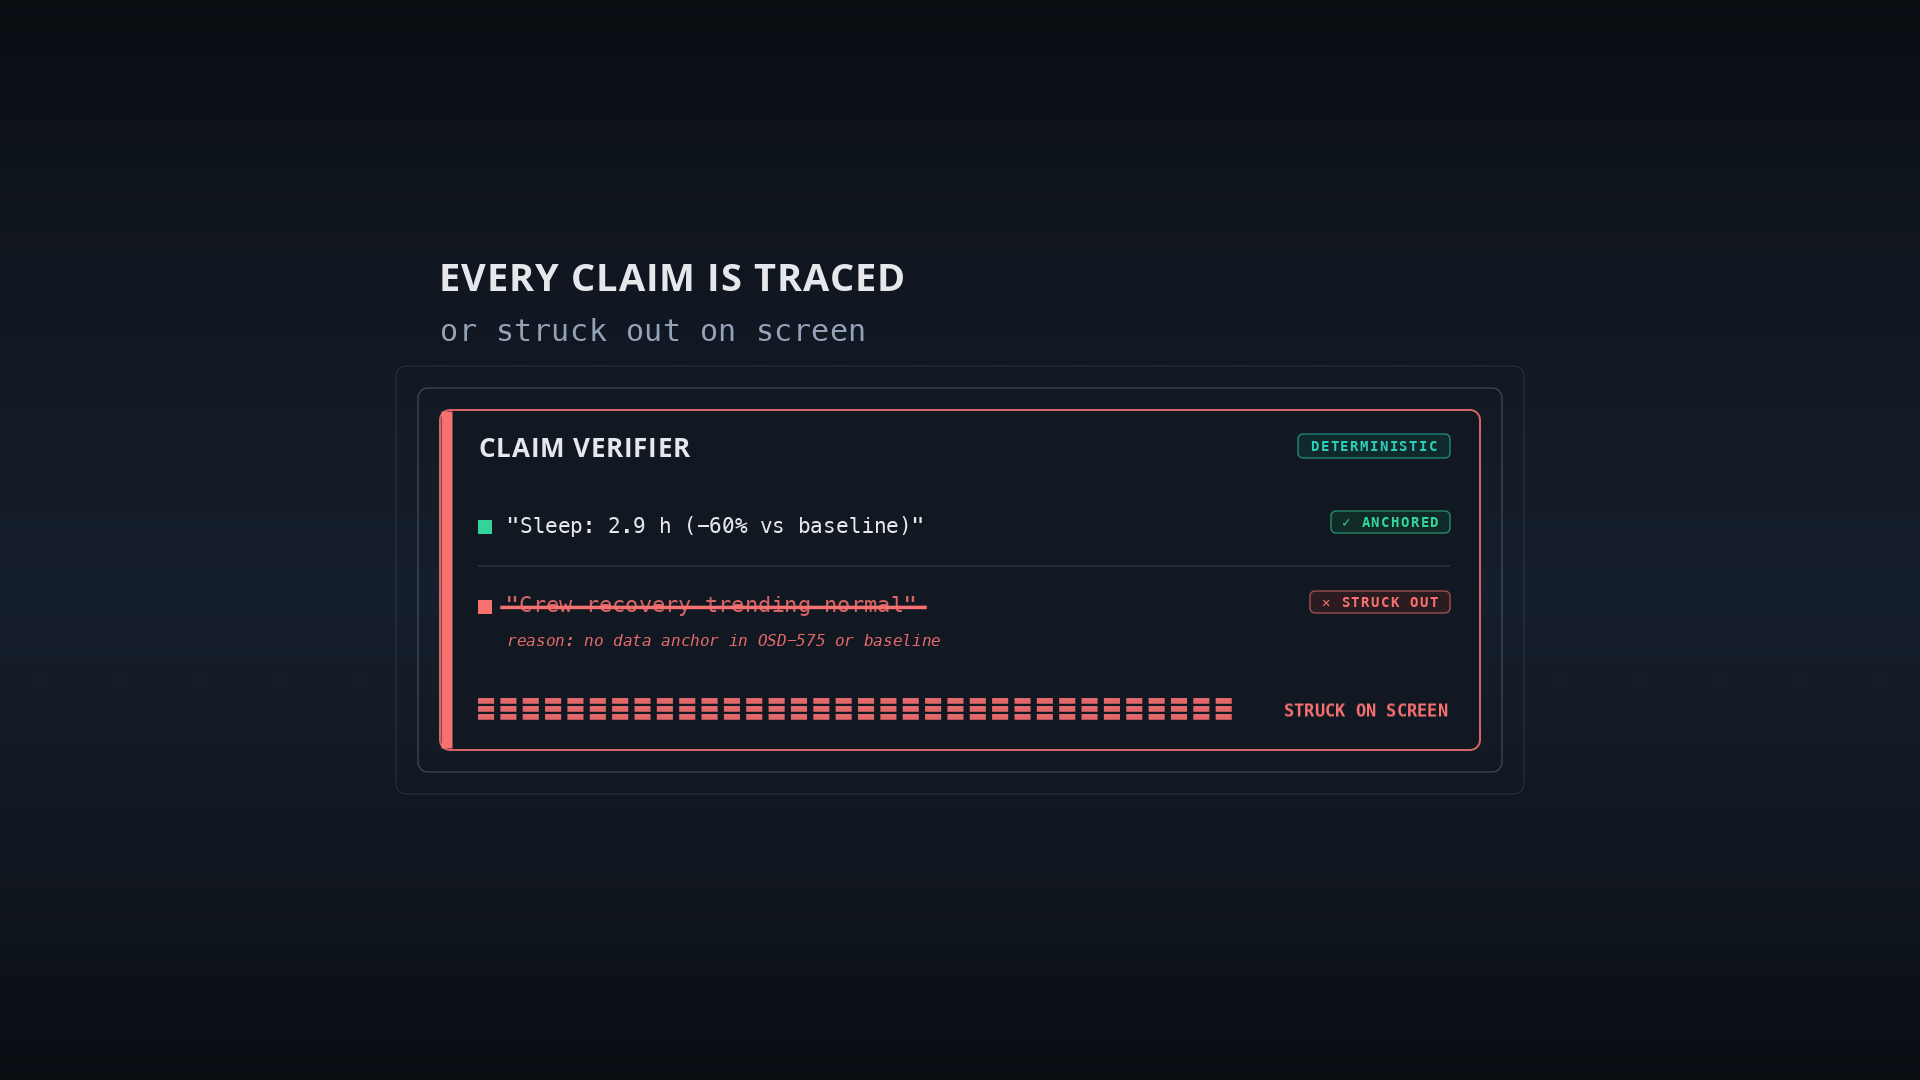 EVERY CLAIM IS TRACED
or struck out on screen
CLAIM VERIFIER
DETERMINISTIC
"Sleep: 2.9 h (−60% vs baseline)"
✓ ANCHORED
"Crew recovery trending normal"
✕ STRUCK OUT
reason: no data anchor in OSD−575 or baseline
STRUCK ON SCREEN